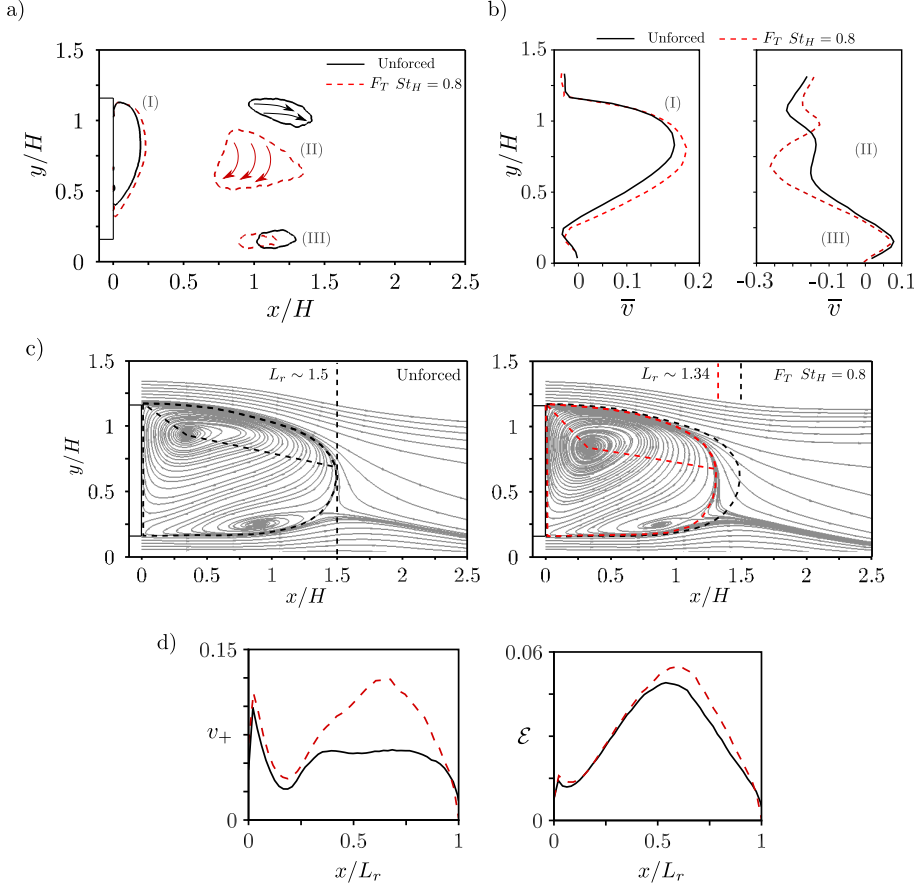 a)
1.5
1
0.5
0
y/H
0
0.5
1
1.5
2
2.5
x/H
Unforced
F_T St_H = 0.8
(I)
(II)
(III)
b)
Unforced
F_T St_H = 0.8
1.5
1
0.5
0
y/H
0
0.1
0.2
v̅
(I)
-0.3
-0.1
0.1
v̅
(II)
(III)
c)
1.5
1
0.5
0
y/H
0
0.5
1
1.5
2
2.5
x/H
L_r ∼ 1.5
Unforced
1.5
1
0.5
0
0
0.5
1
1.5
2
2.5
x/H
L_r ∼ 1.34
F_T St_H = 0.8
d)
0.15
v_+
0
0
0.5
1
x/L_r
0.06
ℰ
0
0
0.5
1
x/L_r